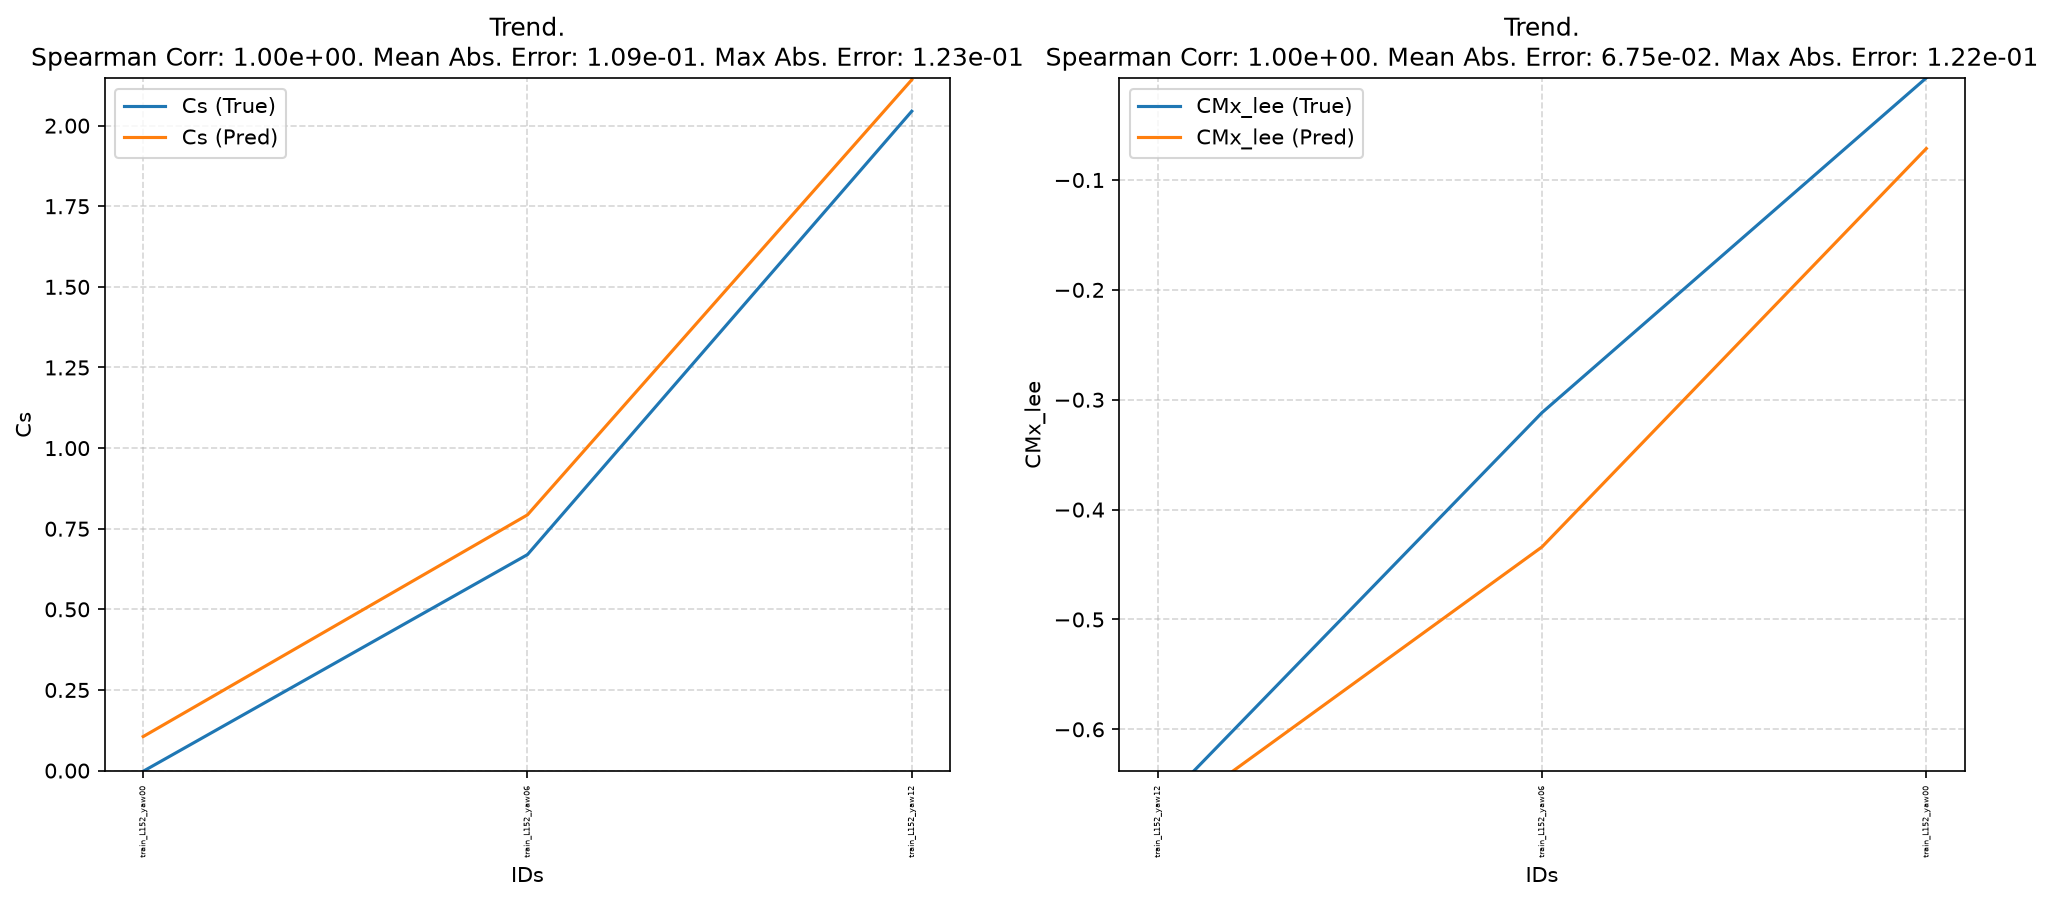 Trend.
Spearman Corr: 1.00e+00. Mean Abs. Error: 1.09e-01. Max Abs. Error: 1.23e-01
Cs (True)
Cs (Pred)
2.00
1.75
1.50
1.25
1.00
0.75
0.50
0.25
0.00
Cs
train_L152_yaw00
train_L152_yaw06
train_L152_yaw12
IDs
Trend.
Spearman Corr: 1.00e+00. Mean Abs. Error: 6.75e-02. Max Abs. Error: 1.22e-01
CMx_lee (True)
CMx_lee (Pred)
−0.1
−0.2
−0.3
−0.4
−0.5
−0.6
CMx_lee
train_L152_yaw12
train_L152_yaw06
train_L152_yaw00
IDs